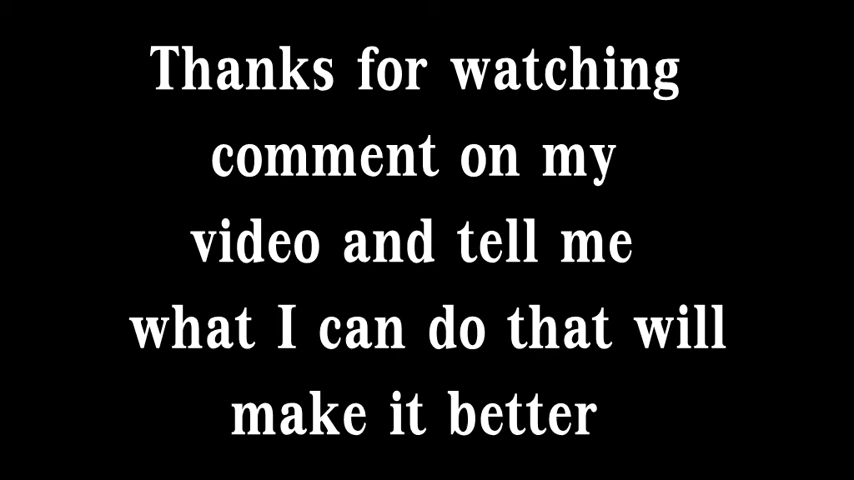 Thanks for watching
comment on my
video and tell me
what I can do that will
make it better